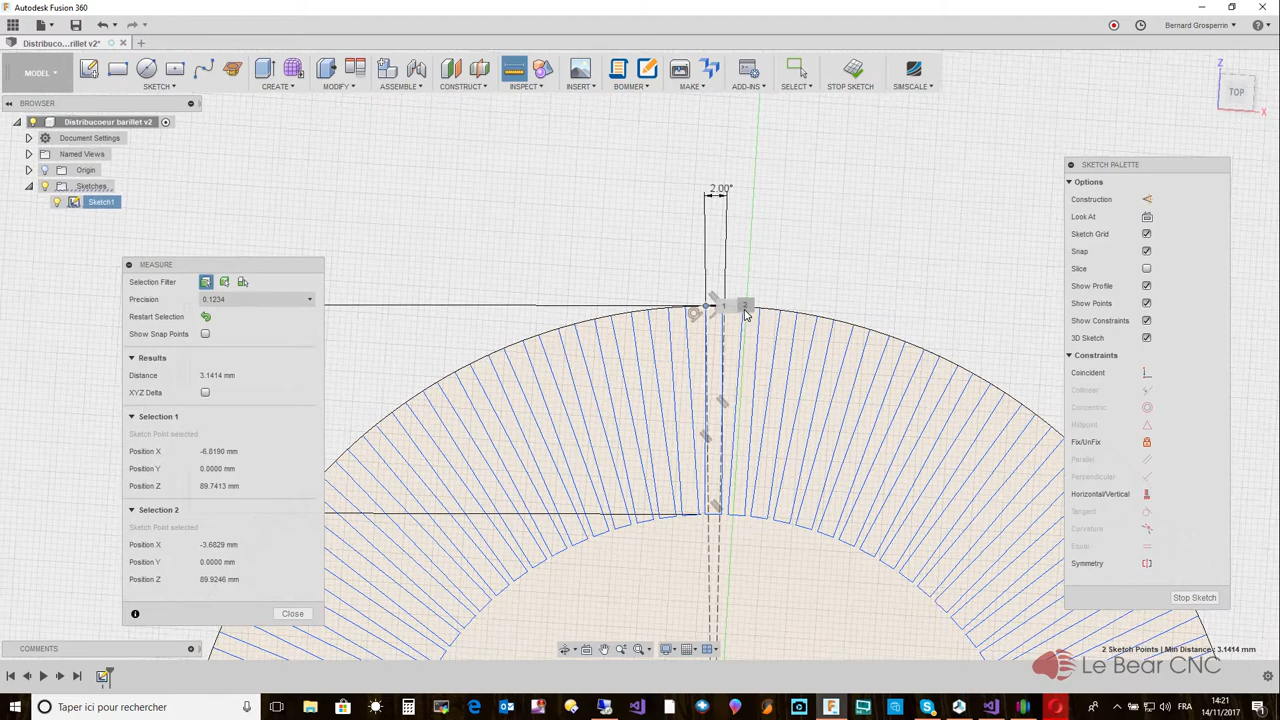 Autodesk Fusion 360
Bernard Grosperrin
Distribuco...rillet v2*
MODEL
SKETCH
CREATE
MODIFY
ASSEMBLE
CONSTRUCT
INSPECT
INSERT
BOMMER
MAKE
ADD-INS
SELECT
STOP SKETCH
SIMSCALE
Z
TOP
X
BROWSER
Distribucoeur barillet v2
Document Settings
Named Views
Origin
Sketches
Sketch1
MEASURE
Selection Filter
Precision
0.1234
Restart Selection
Show Snap Points
Results
Distance
3.1414 mm
XYZ Delta
Selection 1
Sketch Point selected
Position X
-6.8190 mm
Position Y
0.0000 mm
Position Z
89.7413 mm
Selection 2
Sketch Point selected
Position X
-3.6829 mm
Position Y
0.0000 mm
Position Z
89.9246 mm
Close
2.00°
1
2
SKETCH PALETTE
Options
Construction
Look At
Sketch Grid
Snap
Slice
Show Profile
Show Points
Show Constraints
3D Sketch
Constraints
Coincident
Collinear
Concentric
Midpoint
Fix/UnFix
Parallel
Perpendicular
Horizontal/Vertical
Tangent
Curvature
Equal
Symmetry
Stop Sketch
COMMENTS
2 Sketch Points | Min Distance : 3.1414 mm
Le Bear CNC
Taper ici pour rechercher
FRA
14:21
14/11/2017